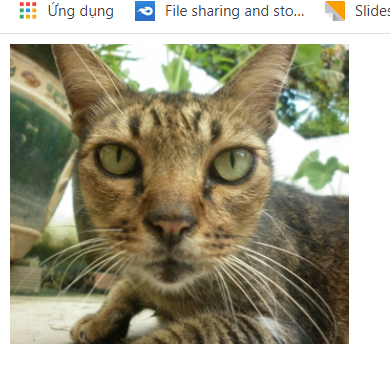 Ứng dụng File sharing and sto... Slides